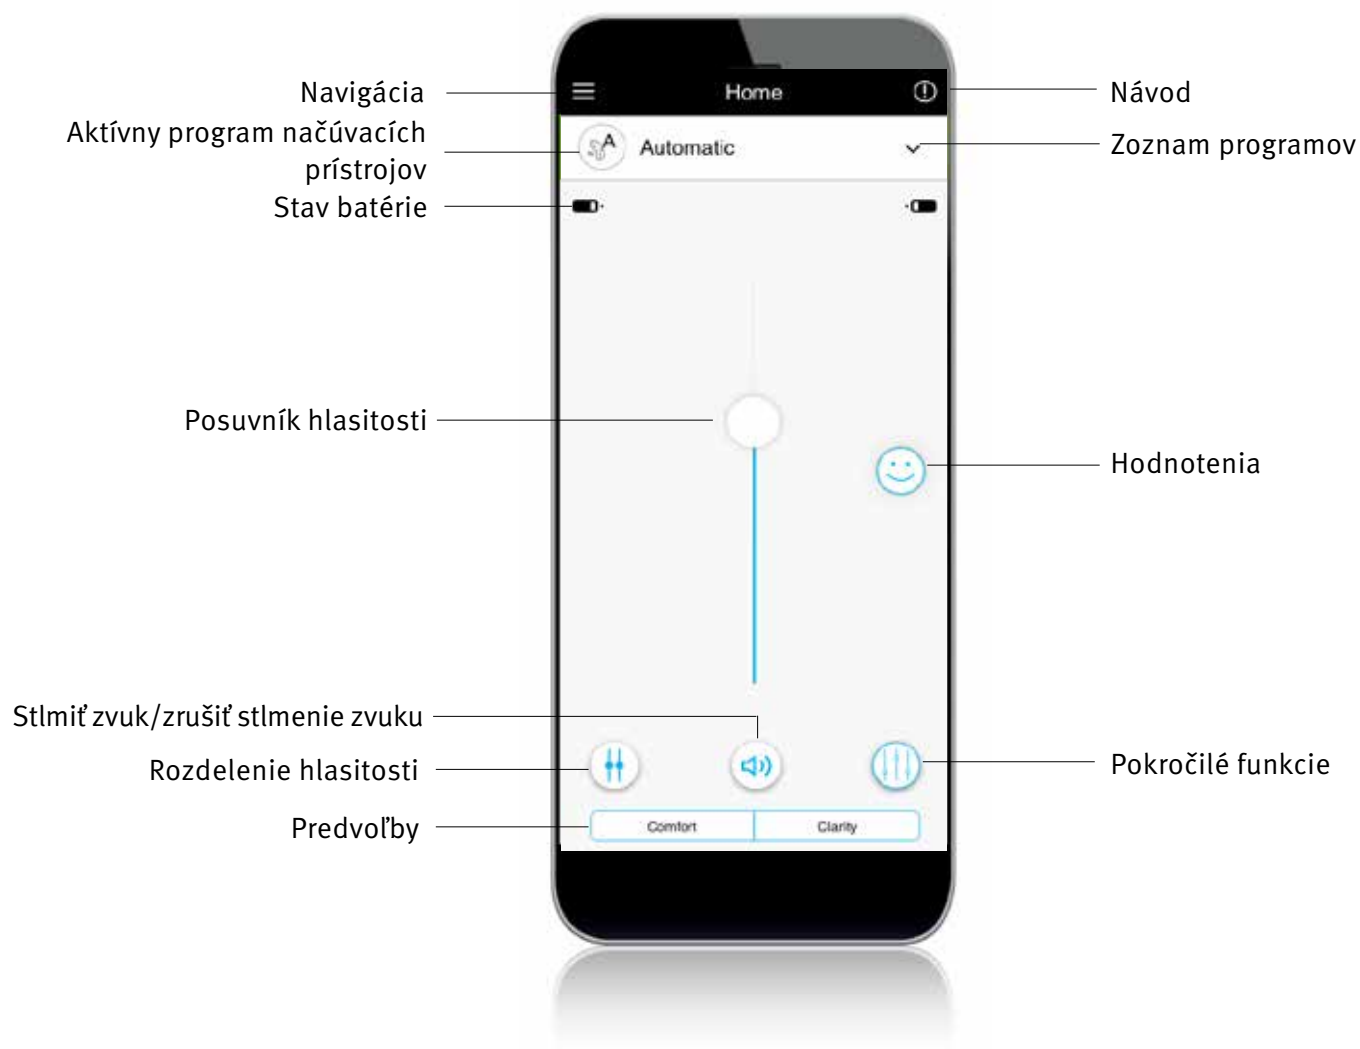 Navigácia
Home
Návod
Aktívny program načúvacích
prístrojov
A
Automatic
Zoznam programov
Stav batérie
Posuvník hlasitosti
Hodnotenia
Stlmiť zvuk/zrušiť stlmenie zvuku
Rozdelenie hlasitosti
Pokročilé funkcie
Predvoľby
Comfort
Clarity